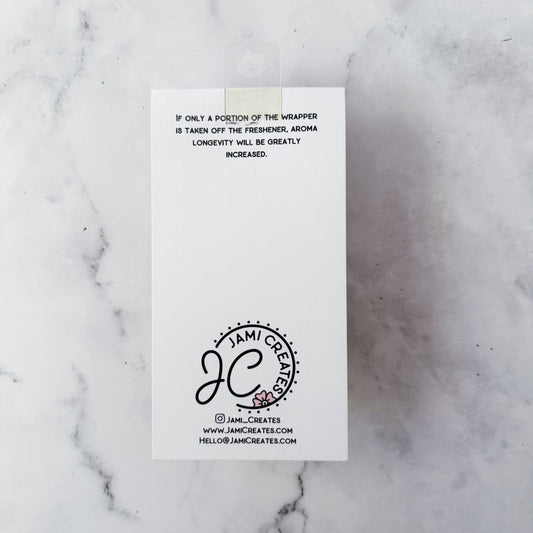 If only a portion of the wrapper
is taken off the freshener, aroma
longevity will be greatly
increased.
JAMI CREATES
JC
Jami_Creates
www.JamiCreates.com
Hello@JamiCreates.com